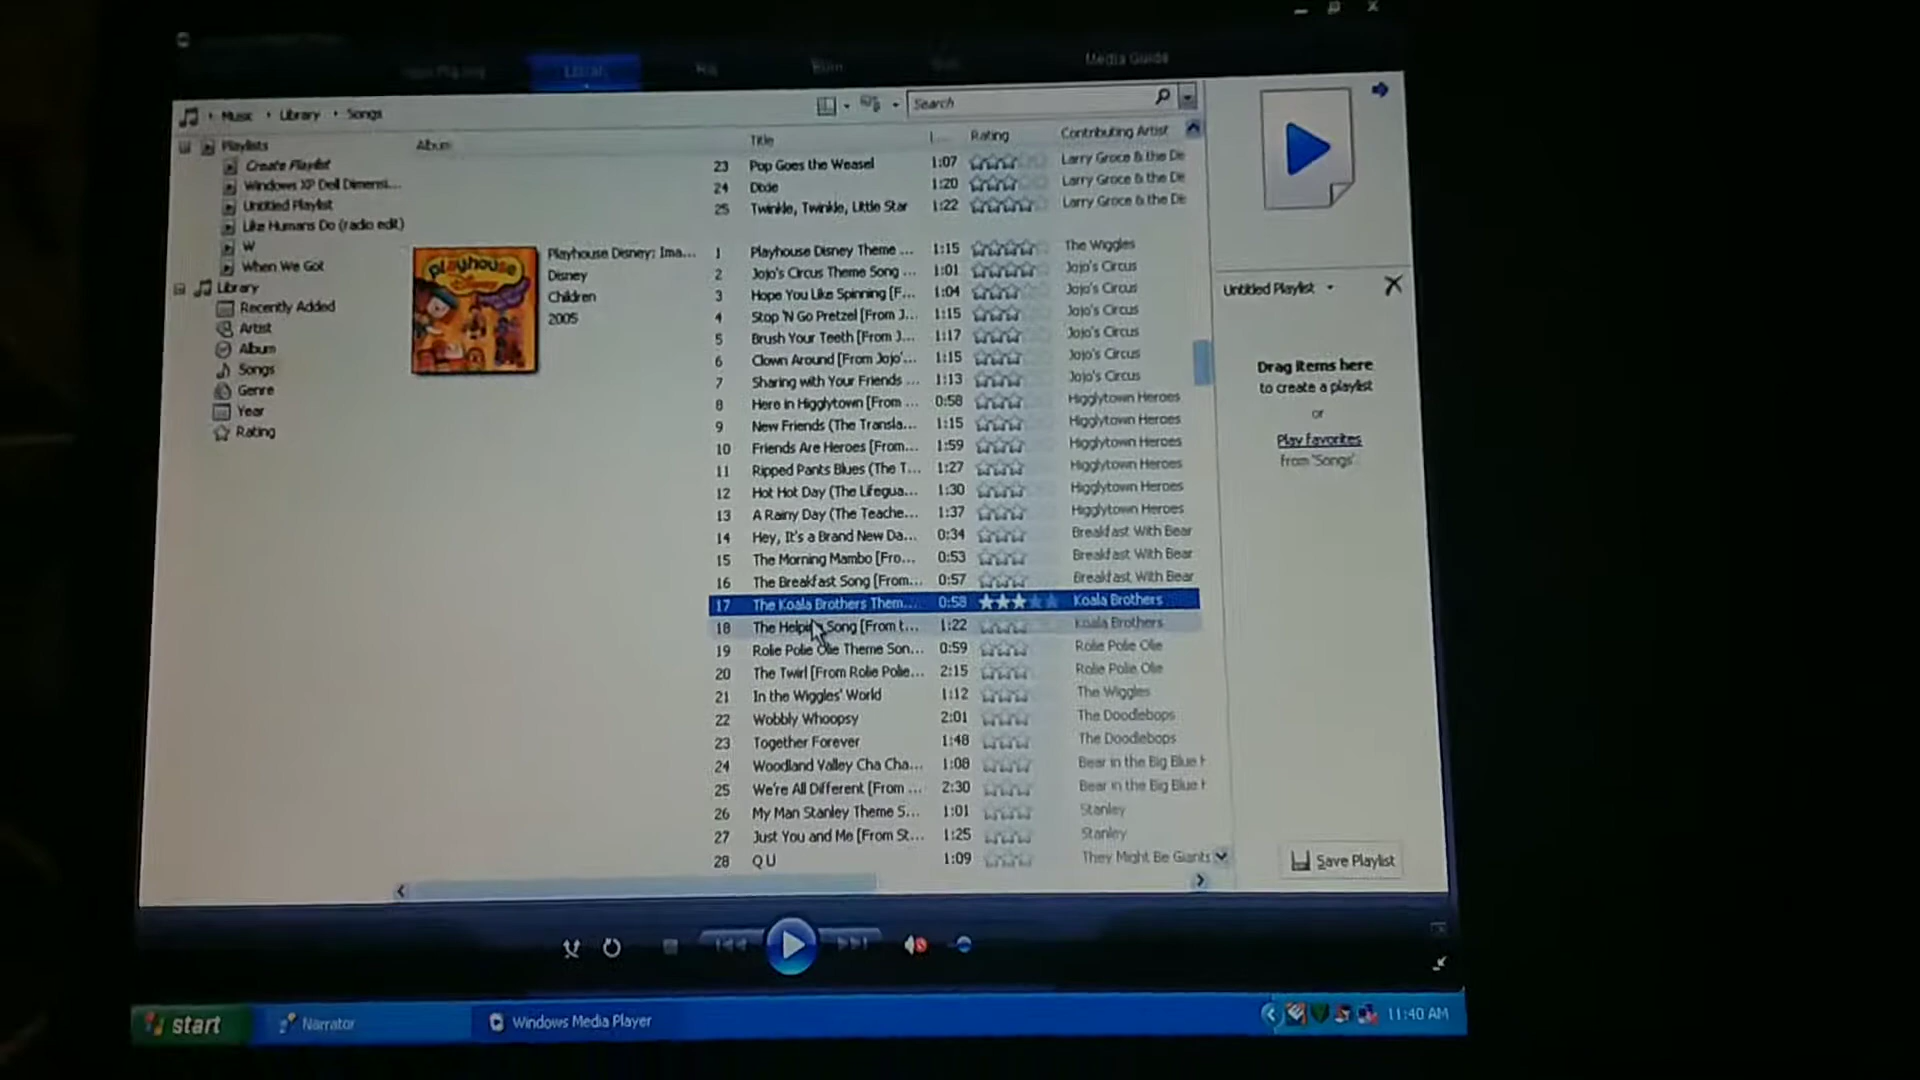 Library
Media Guide
Music Library Songs
Search
Playlists
Create Playlist
Windows XP Dell Dimensi...
Untitled Playlist
Like Humans Do (radio edit)
W
When We Got
Library
Recently Added
Artist
Album
Songs
Genre
Year
Rating
Album Title Rating Contributing Artist
23 Pop Goes the Weasel 1:07 Larry Groce & the Di
24 Dixie 1:20 Larry Groce & the Di
25 Twinkle, Twinkle, Little Star 1:22 Larry Groce & the Di
Playhouse Disney
Playhouse Disney: Ima...
Disney
Children
2005
1 Playhouse Disney Theme ... 1:15 The Wiggles
2 Jojo's Circus Theme Song ... 1:01 Jojo's Circus
3 Hope You Like Spinning [F... 1:04 Jojo's Circus
4 Stop 'N Go Pretzel [From J... 1:15 Jojo's Circus
5 Brush Your Teeth [From J... 1:17 Jojo's Circus
6 Clown Around [From Jojo'... 1:15 Jojo's Circus
7 Sharing with Your Friends ... 1:13 Jojo's Circus
8 Here in Higglytown [From ... 0:58 Higglytown Heroes
9 New Friends (The Transla... 1:15 Higglytown Heroes
10 Friends Are Heroes [From... 1:59 Higglytown Heroes
11 Ripped Pants Blues (The T... 1:27 Higglytown Heroes
12 Hot Hot Day (The Lifegua... 1:30 Higglytown Heroes
13 A Rainy Day (The Teache... 1:37 Higglytown Heroes
14 Hey, It's a Brand New Da... 0:34 Breakfast With Bear
15 The Morning Mambo [Fro... 0:53 Breakfast With Bear
16 The Breakfast Song [From... 0:57 Breakfast With Bear
17 The Koala Brothers Them... 0:58 Koala Brothers
18 The Helping Song [From t... 1:22 Koala Brothers
19 Rolie Polie Olie Theme Son... 0:59 Rolie Polie Olie
20 The Twirl [From Rolie Polie... 2:15 Rolie Polie Olie
21 In the Wiggles' World 1:12 The Wiggles
22 Wobbly Whoopsy 2:01 The Doodlebops
23 Together Forever 1:48 The Doodlebops
24 Woodland Valley Cha Cha... 1:08 Bear in the Big Blue H
25 We're All Different [From ... 2:30 Bear in the Big Blue H
26 My Man Stanley Theme S... 1:01 Stanley
27 Just You and Me [From St... 1:25 Stanley
28 Q U 1:09 They Might Be Giants
Untitled Playlist
Drag items here
to create a playlist
or
Play favorites
from 'Songs'.
Save Playlist
start Narrator Windows Media Player 11:40 AM